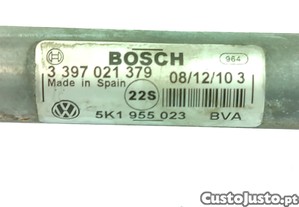 BOSCH
964
3 397 021 379
08/12/10 3
Made in Spain
22S
5K1 955 023 BVA
CustoJusto.pt